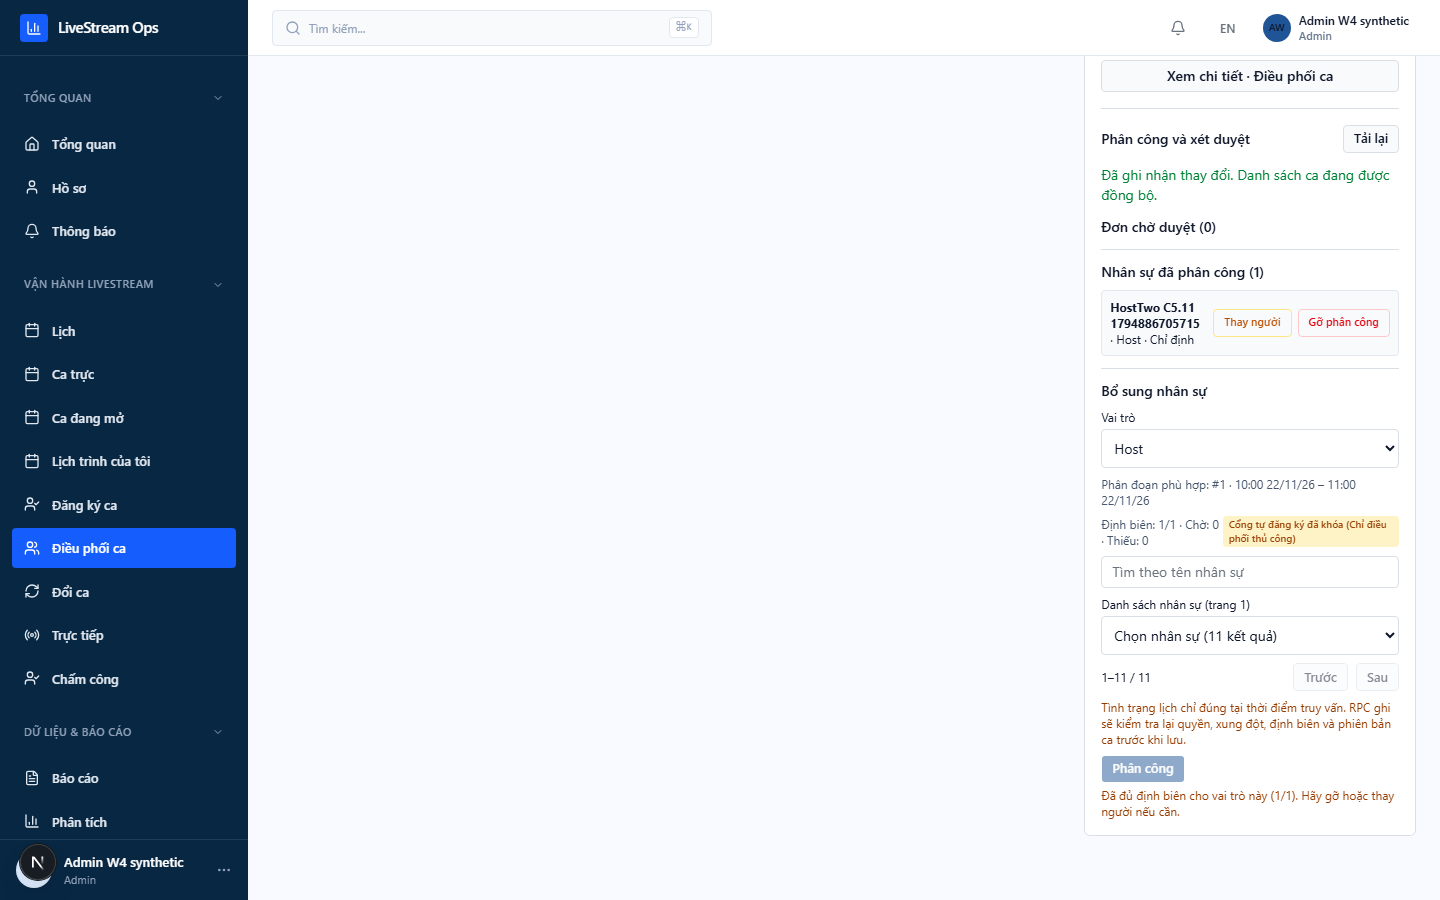 LiveStream Ops
Tìm kiếm...
⌘K
EN
AW
Admin W4 synthetic
Admin
TỔNG QUAN
Tổng quan
Hồ sơ
Thông báo
VẬN HÀNH LIVESTREAM
Lịch
Ca trực
Ca đang mở
Lịch trình của tôi
Đăng ký ca
Điều phối ca
Đổi ca
Trực tiếp
Chấm công
DỮ LIỆU & BÁO CÁO
Báo cáo
Phân tích
N
Admin W4 synthetic
Admin
Xem chi tiết · Điều phối ca
Phân công và xét duyệt
Tải lại
Đã ghi nhận thay đổi. Danh sách ca đang được
đồng bộ.
Đơn chờ duyệt (0)
Nhân sự đã phân công (1)
HostTwo C5.11
1794886705715
· Host · Chỉ định
Thay người
Gỡ phân công
Bổ sung nhân sự
Vai trò
Host
Phân đoạn phù hợp: #1 · 10:00 22/11/26 – 11:00
22/11/26
Định biên: 1/1 · Chờ: 0
· Thiếu: 0
Cổng tự đăng ký đã khóa (Chỉ điều
phối thủ công)
Tìm theo tên nhân sự
Danh sách nhân sự (trang 1)
Chọn nhân sự (11 kết quả)
1–11 / 11
Trước
Sau
Tình trạng lịch chỉ đúng tại thời điểm truy vấn. RPC ghi
sẽ kiểm tra lại quyền, xung đột, định biên và phiên bản
ca trước khi lưu.
Phân công
Đã đủ định biên cho vai trò này (1/1). Hãy gỡ hoặc thay
người nếu cần.